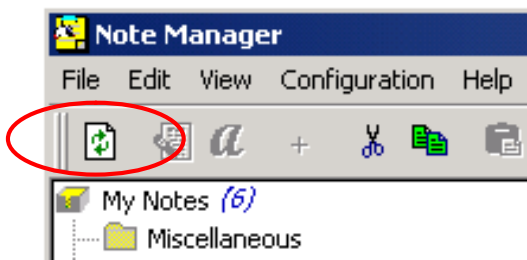 Note Manager
File Edit View Configuration Help
a +
My Notes (6)
Miscellaneous